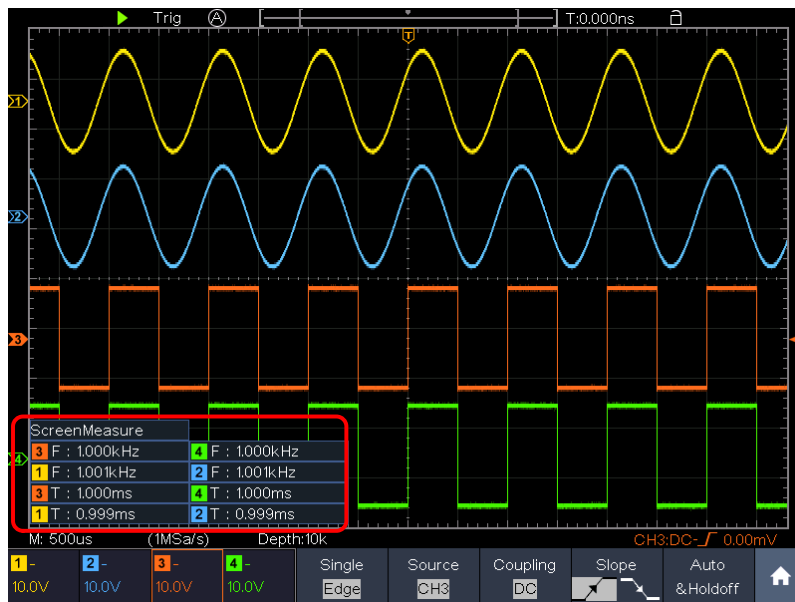 Trig A T:0.000ns
T
1
2
3
4
ScreenMeasure
3 F : 1.000kHz 4 F : 1.000kHz
1 F : 1.001kHz 2 F : 1.001kHz
3 T : 1.000ms 4 T : 1.000ms
1 T : 0.999ms 2 T : 0.999ms
M: 500us (1MSa/s) Depth:10k CH3:DC- 0.00mV
1 - 2 - 3 - 4 - Single Source Coupling Slope Auto
10.0V 10.0V 10.0V 10.0V Edge CH3 DC &Holdoff